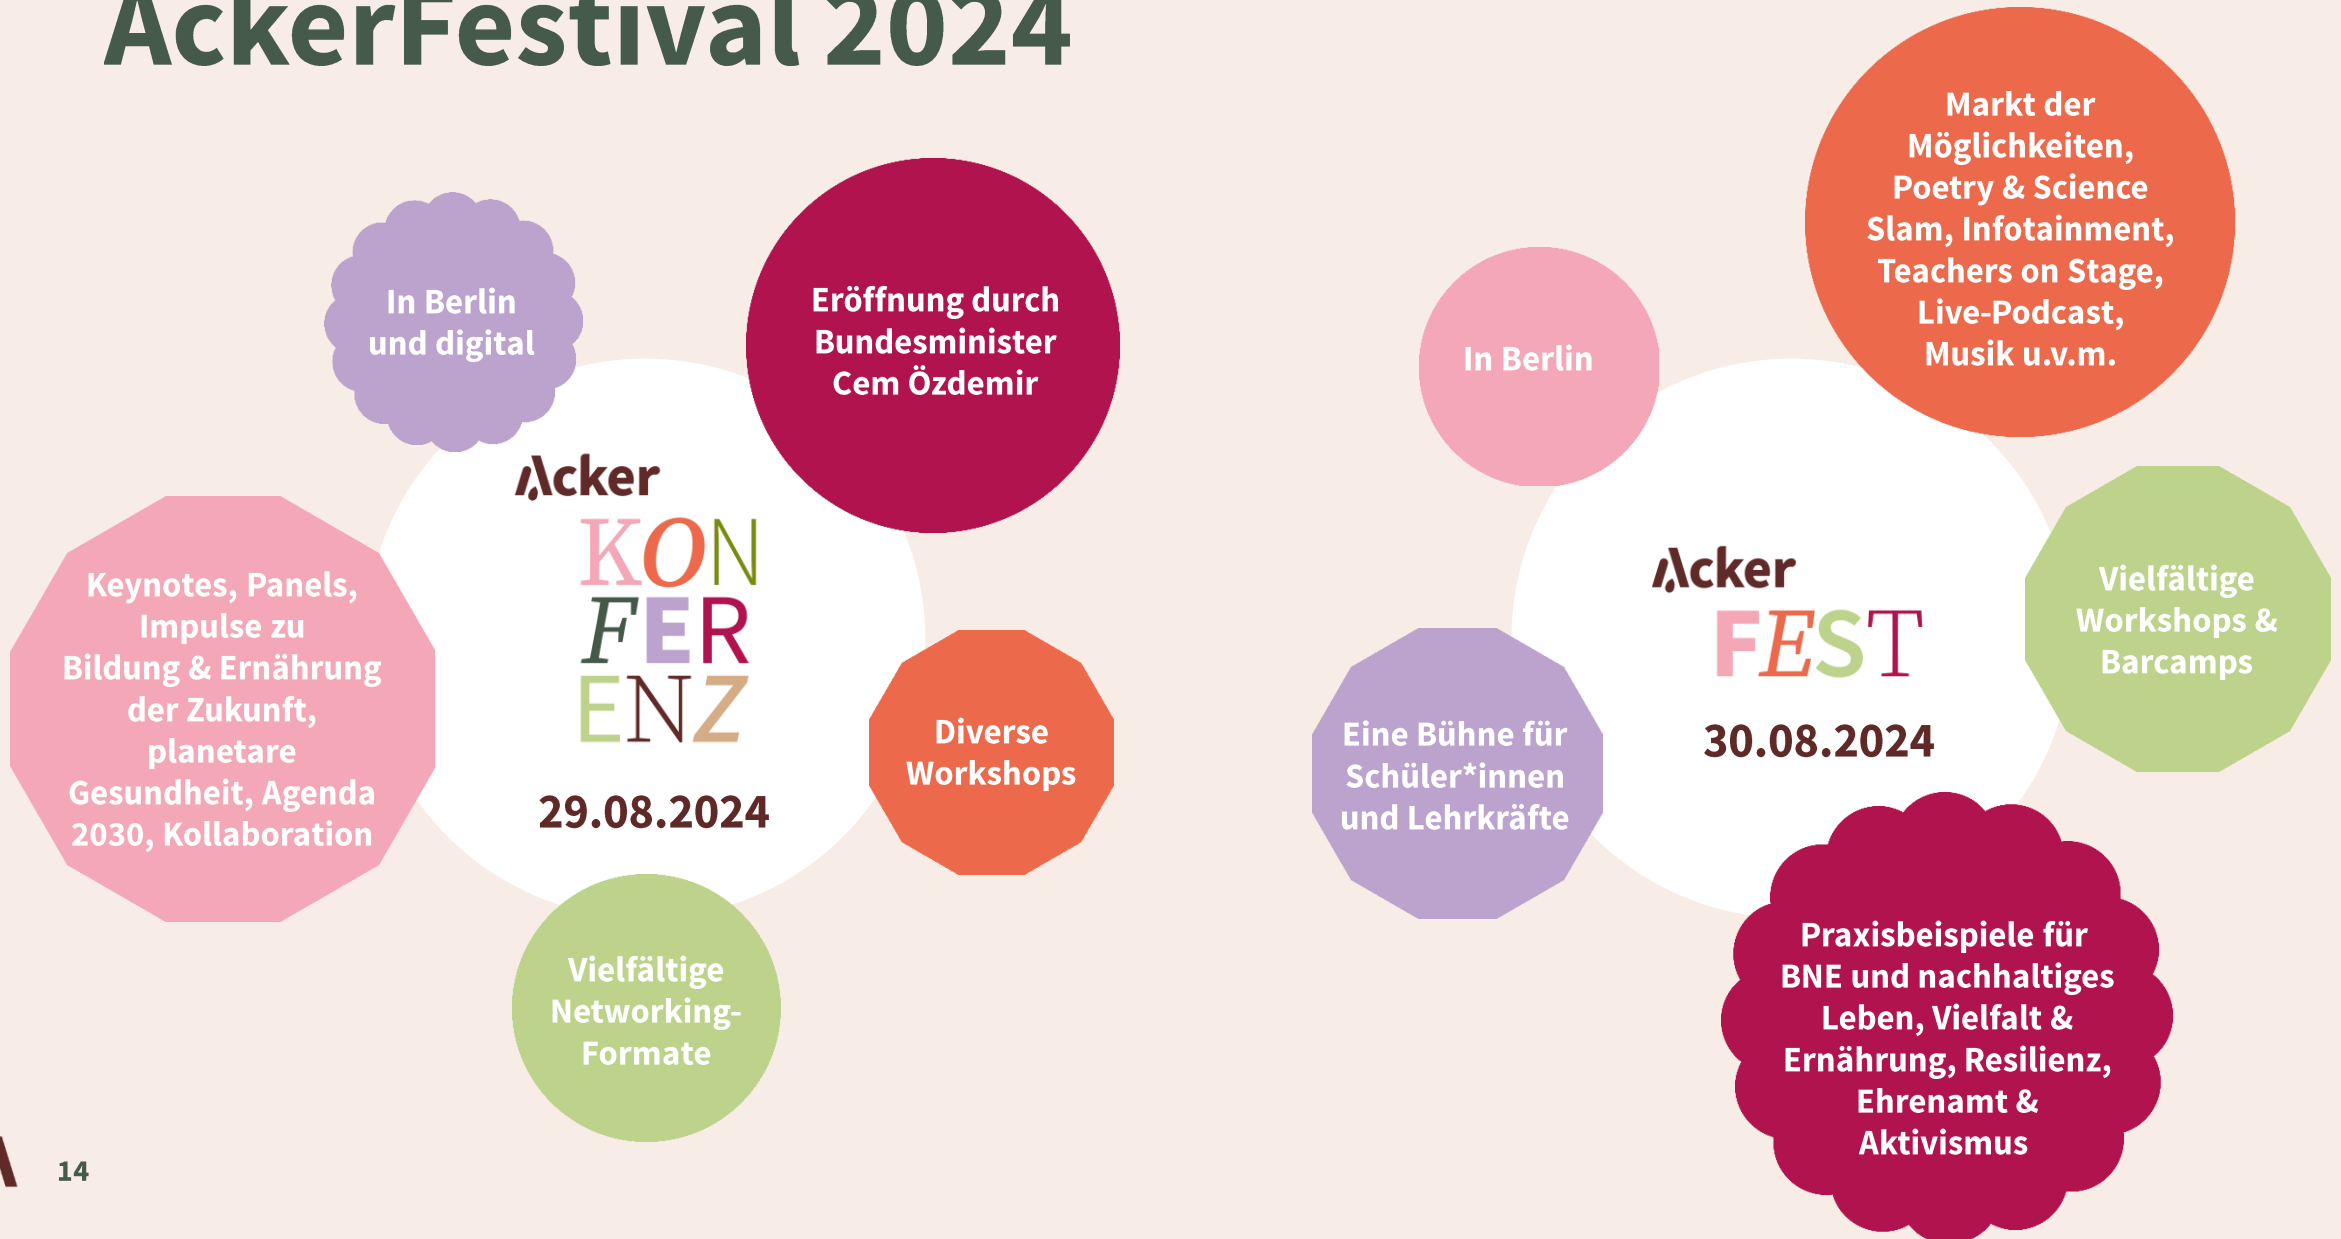 AckerFestival 2024
In Berlin
und digital
Eröffnung durch
Bundesminister
Cem Özdemir
Acker
KON
FER
ENZ
29.08.2024
Keynotes, Panels,
Impulse zu
Bildung & Ernährung
der Zukunft,
planetare
Gesundheit, Agenda
2030, Kollaboration
Diverse
Workshops
Vielfältige
Networking-
Formate
In Berlin
Markt der
Möglichkeiten,
Poetry & Science
Slam, Infotainment,
Teachers on Stage,
Live-Podcast,
Musik u.v.m.
Acker
FEST
30.08.2024
Vielfältige
Workshops &
Barcamps
Eine Bühne für
Schüler*innen
und Lehrkräfte
Praxisbeispiele für
BNE und nachhaltiges
Leben, Vielfalt &
Ernährung, Resilienz,
Ehrenamt &
Aktivismus
14